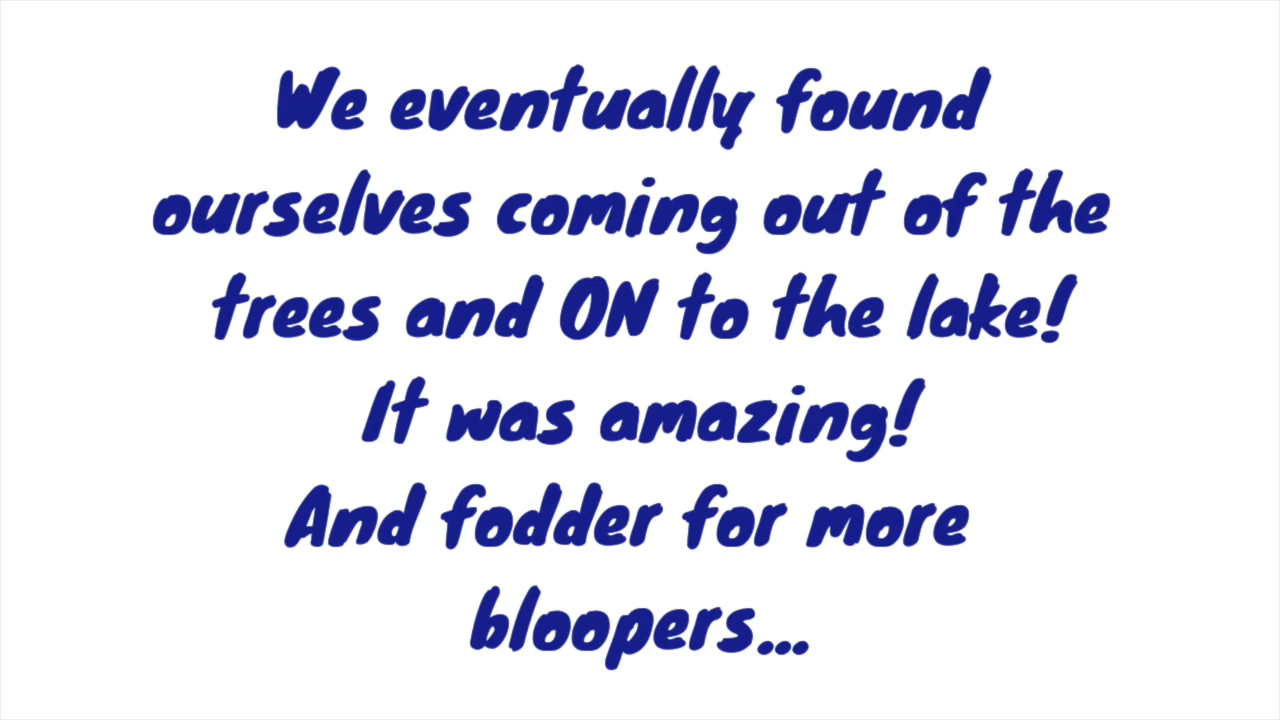 We eventually found
ourselves coming out of the
trees and ON to the lake!
It was amazing!
And fodder for more
bloopers...